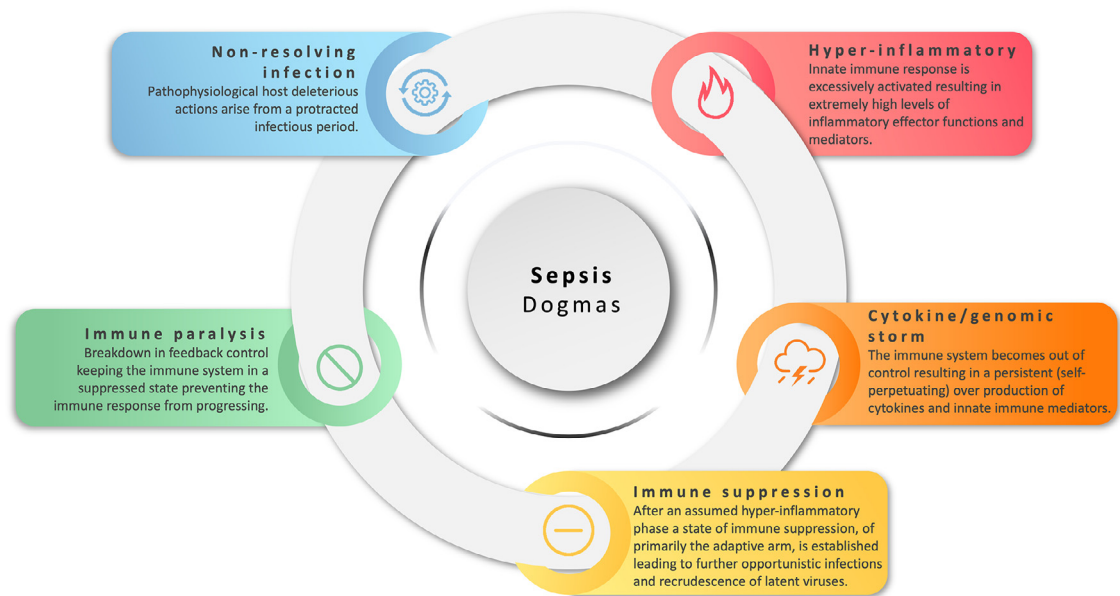 Non-resolving
infection
Pathophysiological host deleterious
actions arise from a protracted
infectious period.
Hyper-inflammatory
Innate immune response is
excessively activated resulting in
extremely high levels of
inflammatory effector functions and
mediators.
Sepsis
Dogmas
Immune paralysis
Breakdown in feedback control
keeping the immune system in a
suppressed state preventing the
immune response from progressing.
Cytokine/genomic
storm
The immune system becomes out of
control resulting in a persistent (self-
perpetuating) over production of
cytokines and innate immune mediators.
Immune suppression
After an assumed hyper-inflammatory
phase a state of immune suppression, of
primarily the adaptive arm, is established
leading to further opportunistic infections
and recrudescence of latent viruses.